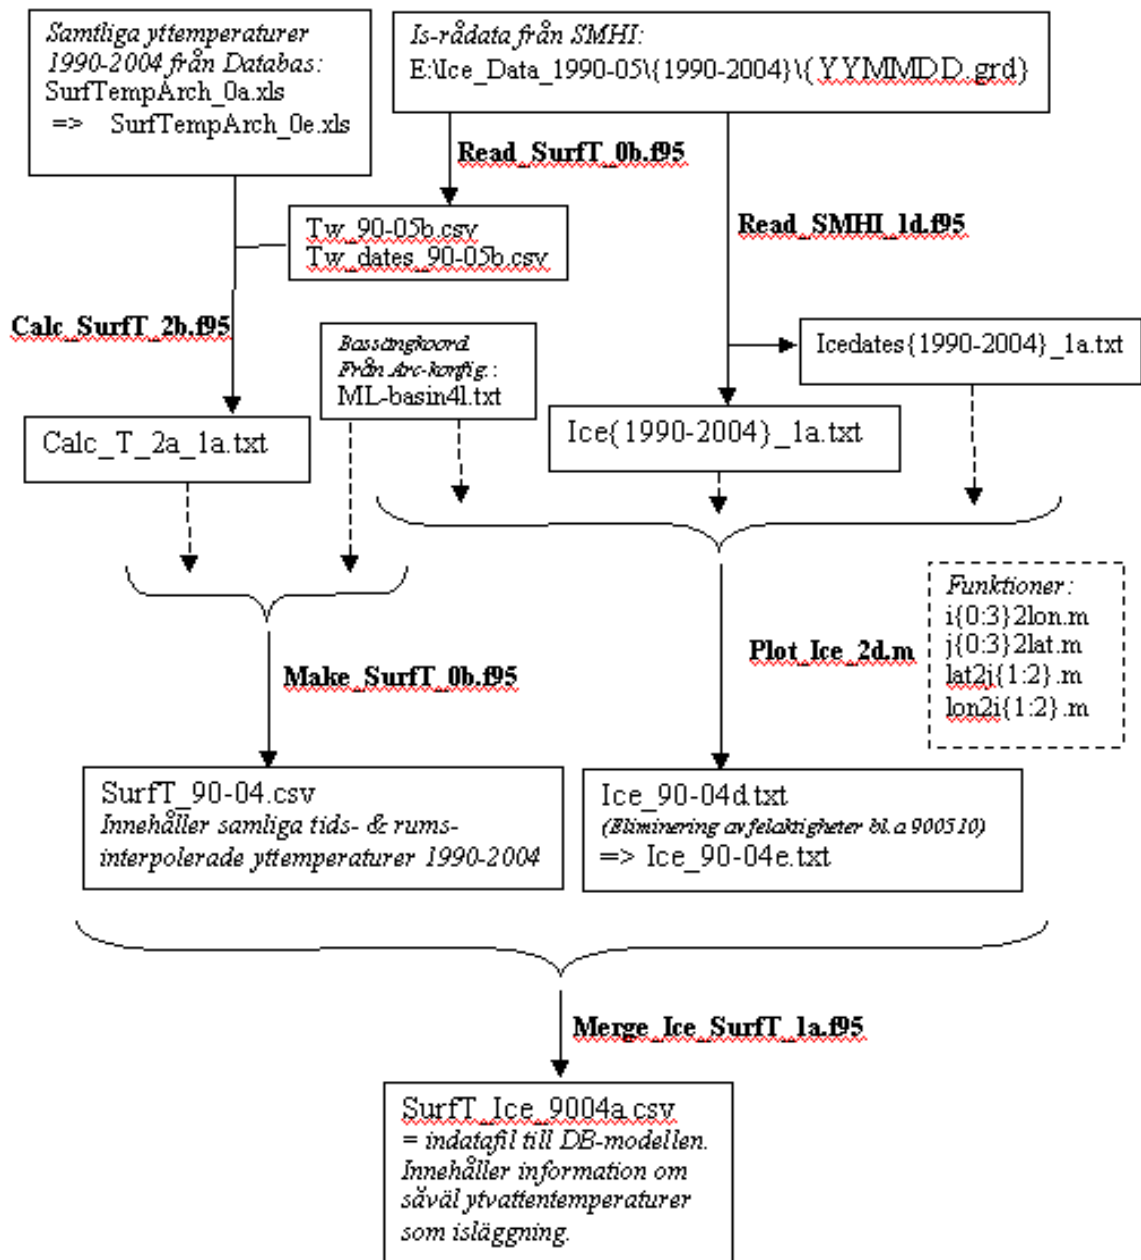 Samtliga yttemperaturer
1990-2004 från Databas:
SurfTempArch_0a.xls
=> SurfTempArch_0e.xls
Is-rådata från SMHI:
E:\Ice_Data_1990-05\{1990-2004}\{YYMMDD.grd}
Read_SurfT_0b.f95
Read_SMHI_1d.f95
Tw_90-05b.csv
Tw_dates_90-05b.csv
Calc_SurfT_2b.f95
Bassängkoord.
Från Arc-konfig.:
ML-basin4l.txt
Icedates{1990-2004}_1a.txt
Calc_T_2a_1a.txt
Ice{1990-2004}_1a.txt
Funktioner:
i{0:3}2lon.m
j{0:3}2lat.m
lat2j{1:2}.m
lon2i{1:2}.m
Make_SurfT_0b.f95
Plot_Ice_2d.m
SurfT_90-04.csv
Innehåller samliga tids- & rums-
interpolerade yttemperaturer 1990-2004
Ice_90-04d.txt
(Eliminering av felaktigheter bl.a 900510)
=> Ice_90-04e.txt
Merge_Ice_SurfT_1a.f95
SurfT_Ice_9004a.csv
= indatafil till DB-modellen.
Innehåller information om
såväl ytvattentemperaturer
som isläggning.